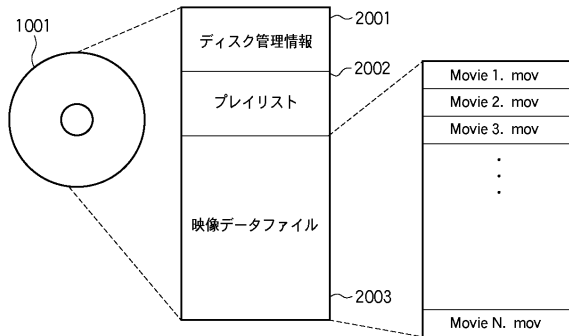 1001
2001
ディスク管理情報
2002
プレイリスト
映像データファイル
2003
Movie 1. mov
Movie 2. mov
Movie 3. mov
Movie N. mov